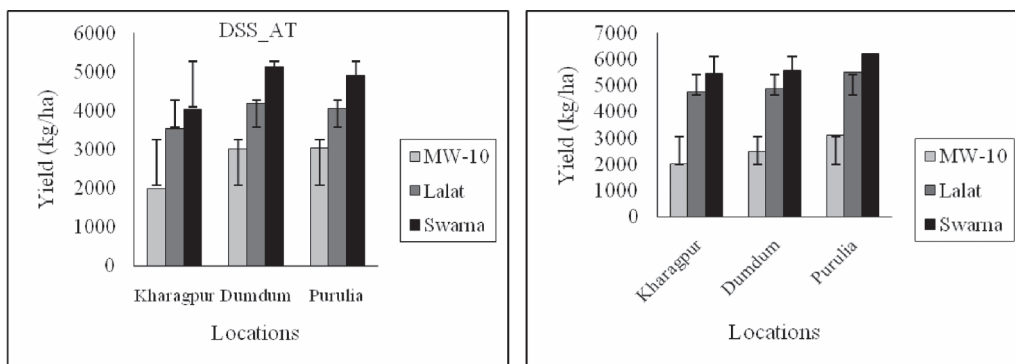 DSS_AT
6000
5000
4000
3000
2000
1000
0
Yield (kg/ha)
Kharagpur Dumdum Purulia
Locations
MW-10
Lalat
Swarna
7000
6000
5000
4000
3000
2000
1000
0
Yield (kg/ha)
Kharagpur
Dumdum
Purulia
Locations
MW-10
Lalat
Swarna